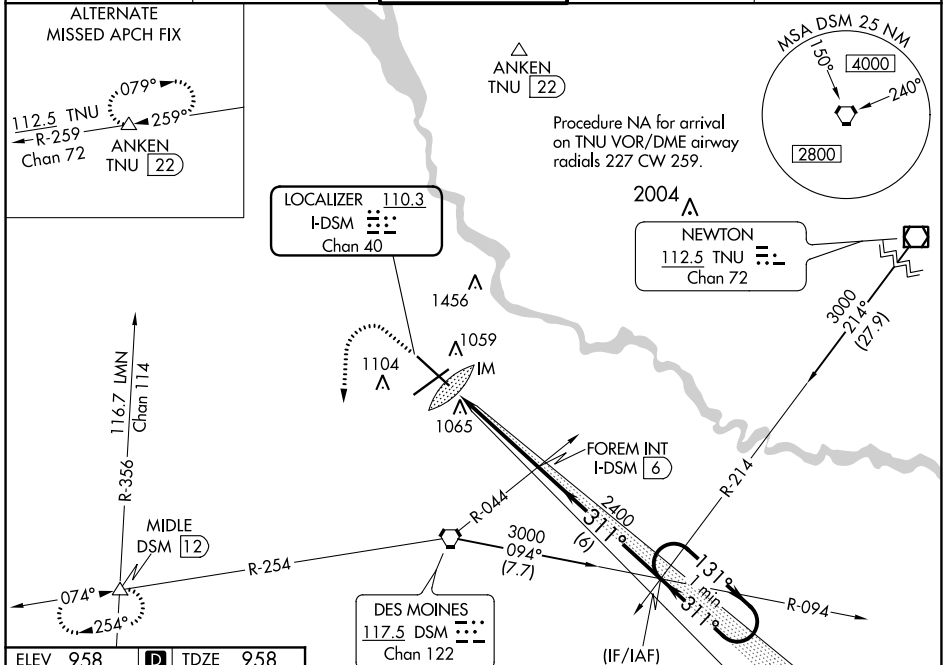 ALTERNATE
MISSED APCH FIX
079°
259°
112.5 TNU
R-259
Chan 72
ANKEN
TNU 22
ANKEN
TNU 22
MSA DSM 25 NM
150°
4000
240°
2800
Procedure NA for arrival
on TNU VOR/DME airway
radials 227 CW 259.
2004
LOCALIZER 110.3
I-DSM
Chan 40
NEWTON
112.5 TNU
Chan 72
3000
214°
(27.9)
1456
1059
1104
IM
1065
116.7 LMN
Chan 114
R-356
FOREM INT
I-DSM 6
R-214
R-044
2400
311°
(6)
MIDLE
DSM 12
R-254
3000
094°
(7.7)
131°
1 min
311°
R-094
074°
254°
DES MOINES
117.5 DSM
Chan 122
(IF/IAF)
ELEV 958 D TDZE 958